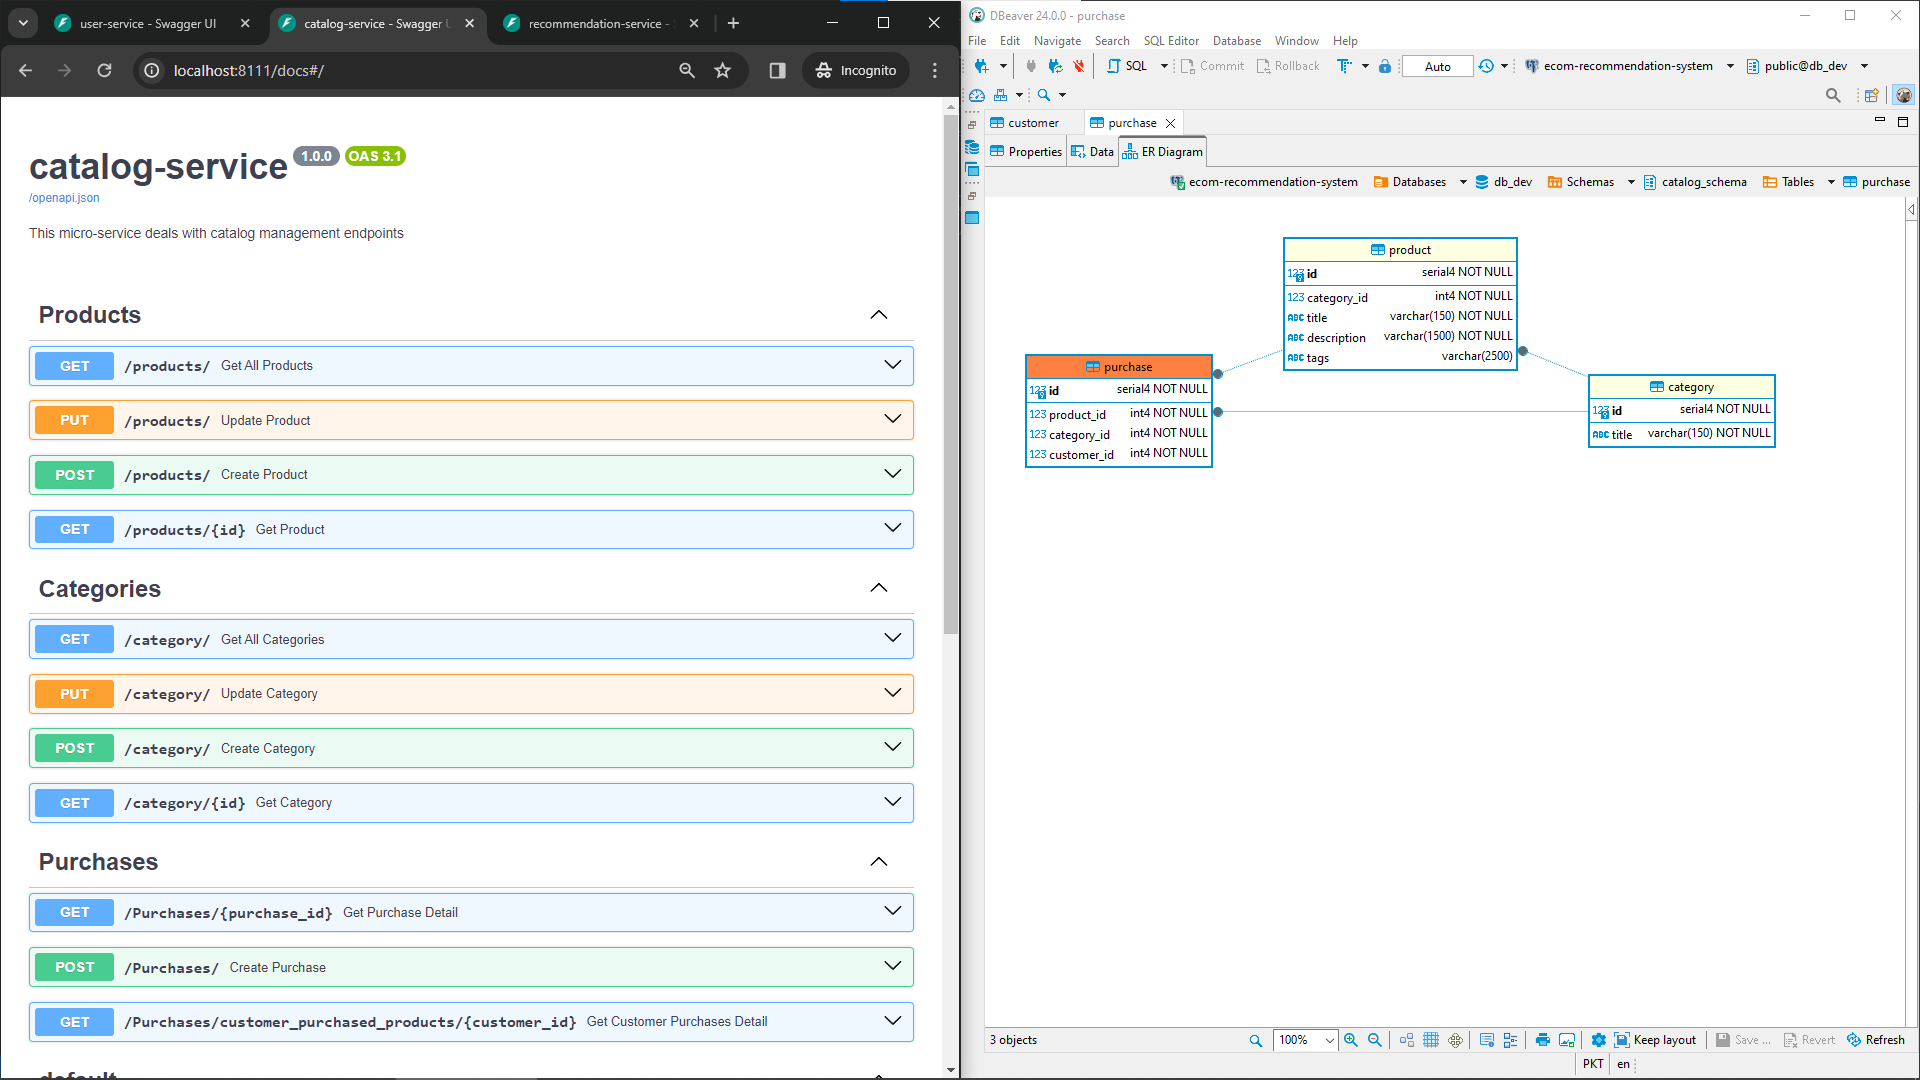 user-service - Swagger UI
catalog-service - Swagger U
recommendation-service - S
localhost:8111/docs#/
Incognito
catalog-service 1.0.0 OAS 3.1
/openapi.json
This micro-service deals with catalog management endpoints
Products
GET /products/ Get All Products
PUT /products/ Update Product
POST /products/ Create Product
GET /products/{id} Get Product
Categories
GET /category/ Get All Categories
PUT /category/ Update Category
POST /category/ Create Category
GET /category/{id} Get Category
Purchases
GET /Purchases/{purchase_id} Get Purchase Detail
POST /Purchases/ Create Purchase
GET /Purchases/customer_purchased_products/{customer_id} Get Customer Purchases Detail
default
DBeaver 24.0.0 - purchase
File Edit Navigate Search SQL Editor Database Window Help
SQL Commit Rollback Auto ecom-recommendation-system public@db_dev
customer purchase
Properties Data ER Diagram
ecom-recommendation-system Databases db_dev Schemas catalog_schema Tables purchase
product
123 id serial4 NOT NULL
123 category_id int4 NOT NULL
ABC title varchar(150) NOT NULL
ABC description varchar(1500) NOT NULL
ABC tags varchar(2500)
purchase
123 id serial4 NOT NULL
123 product_id int4 NOT NULL
123 category_id int4 NOT NULL
123 customer_id int4 NOT NULL
category
123 id serial4 NOT NULL
ABC title varchar(150) NOT NULL
3 objects
100%
Keep layout Save ... Revert Refresh
PKT en